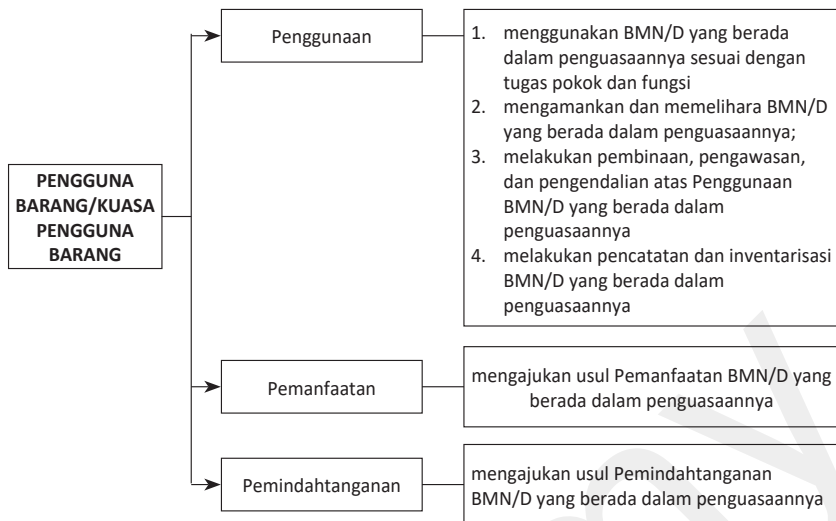 Penggunaan
1. menggunakan BMN/D yang berada
dalam penguasaannya sesuai dengan
tugas pokok dan fungsi
2. mengamankan dan memelihara BMN/D
yang berada dalam penguasaannya;
3. melakukan pembinaan, pengawasan,
dan pengendalian atas Penggunaan
BMN/D yang berada dalam
penguasaannya
4. melakukan pencatatan dan inventarisasi
BMN/D yang berada dalam
penguasaannya
PENGGUNA
BARANG/KUASA
PENGGUNA
BARANG
Pemanfaatan
mengajukan usul Pemanfaatan BMN/D yang
berada dalam penguasaannya
Pemindahtanganan
mengajukan usul Pemindahtanganan
BMN/D yang berada dalam penguasaannya